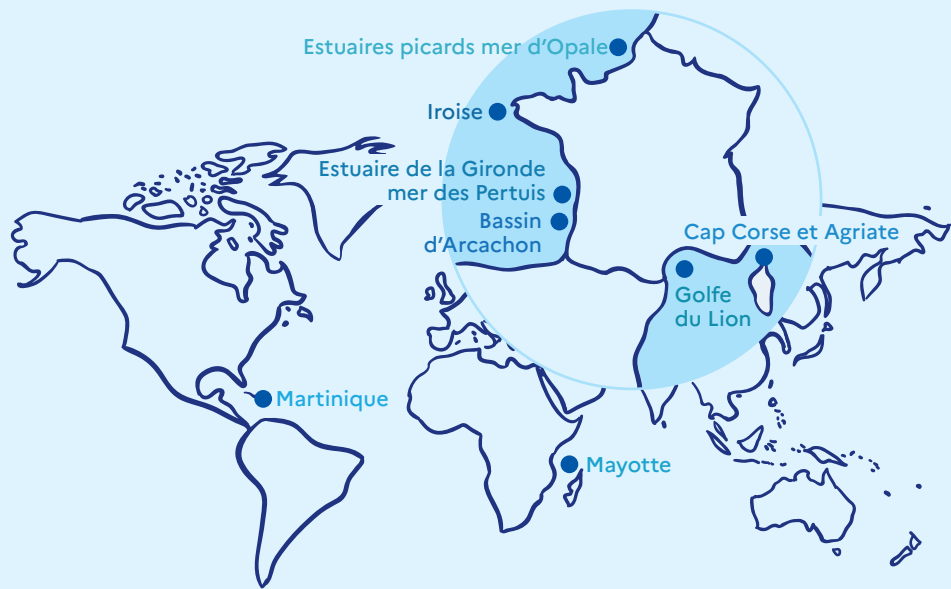 Estuaires picards mer d'Opale
Iroise
Estuaire de la Gironde
mer des Pertuis
Bassin
d'Arcachon
Cap Corse et Agriate
Golfe
du Lion
Martinique
Mayotte